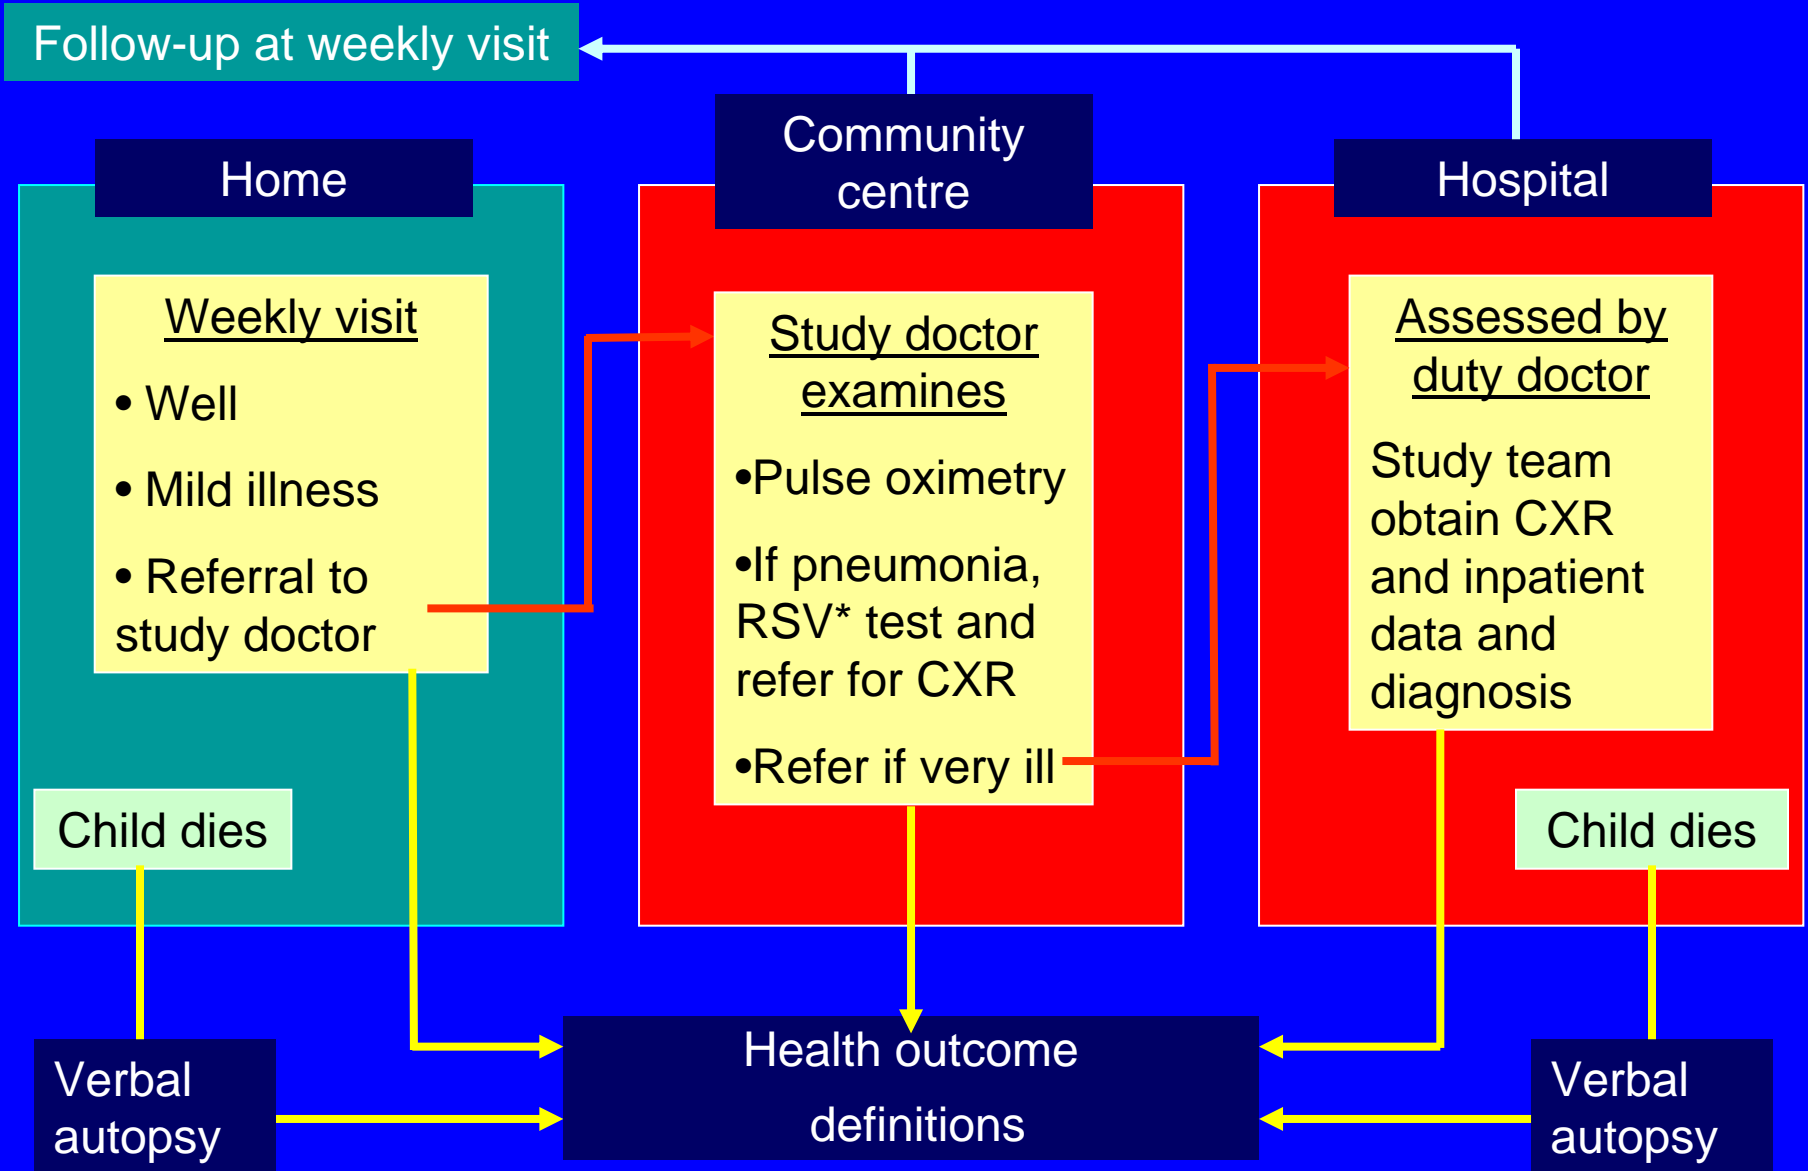 Follow-up at weekly visit
Home
Weekly visit
• Well
• Mild illness
• Referral to
study doctor
Child dies
Verbal
autopsy
Community
centre
Study doctor
examines
•Pulse oximetry
•If pneumonia,
RSV* test and
refer for CXR
•Refer if very ill
Hospital
Assessed by
duty doctor
Study team
obtain CXR
and inpatient
data and
diagnosis
Child dies
Verbal
autopsy
Health outcome
definitions